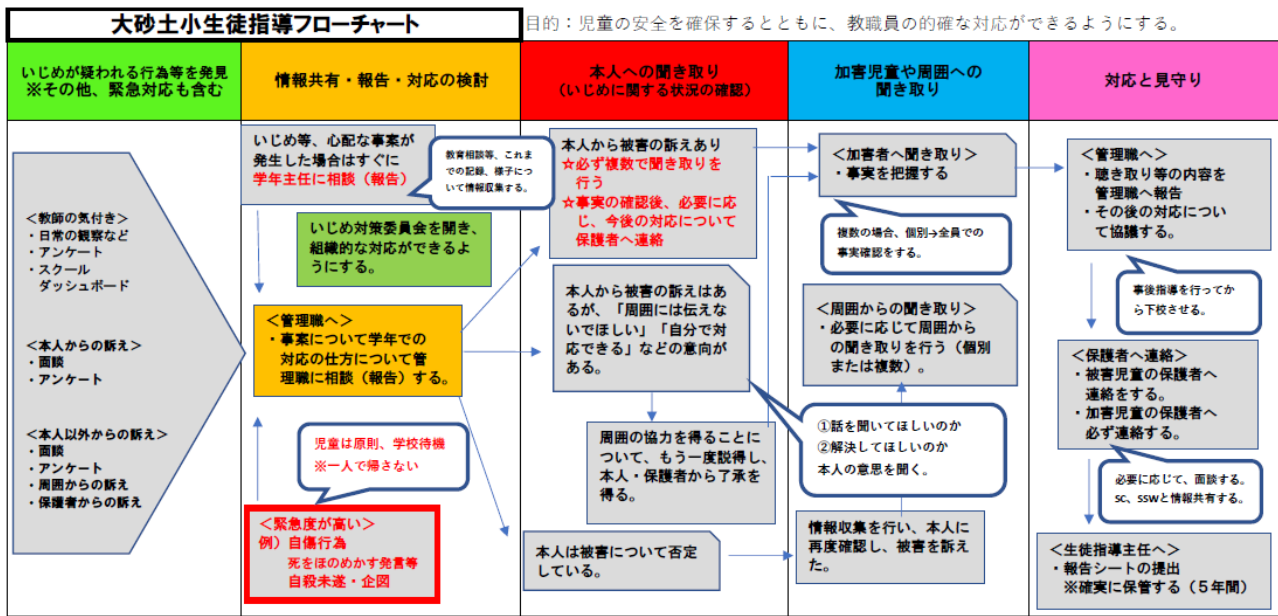 大砂土小生徒指導フローチャート
目的：児童の安全を確保するとともに、教職員の的確な対応ができるようにする。
いじめが疑われる行為等を発見
※その他、緊急対応も含む
情報共有・報告・対応の検討
本人への聞き取り
（いじめに関する状況の確認）
加害児童や周囲への
聞き取り
対応と見守り
＜教師の気付き＞
・日常の観察など
・アンケート
・スクール
ダッシュボード
＜本人からの訴え＞
・面談
・アンケート
＜本人以外からの訴え＞
・面談
・アンケート
・周囲からの訴え
・保護者からの訴え
いじめ等、心配な事案が
発生した場合はすぐに
学年主任に相談（報告）
教育相談等、これま
での記録、様子につ
いて情報収集する。
いじめ対策委員会を開き、
組織的な対応ができるよ
うにする。
＜管理職へ＞
・事案について学年での
対応の仕方について管
理職に相談（報告）する。
児童は原則、学校待機
※一人で帰さない
＜緊急度が高い＞
例）自傷行為
死をほのめかす発言等
自殺未遂・企図
本人から被害の訴えあり
☆必ず複数で聞き取りを
行う
☆事実の確認後、必要に応
じ、今後の対応について
保護者へ連絡
本人から被害の訴えはあ
るが、「周囲には伝えな
いでほしい」「自分で対
応できる」などの意向が
ある。
周囲の協力を得ることに
ついて、もう一度説得し、
本人・保護者から了承を
得る。
本人は被害について否定
している。
＜加害者へ聞き取り＞
・事実を把握する
複数の場合、個別→全員での
事実確認をする。
＜周囲からの聞き取り＞
・必要に応じて周囲から
の聞き取りを行う（個別
または複数）。
①話を聞いてほしいのか
②解決してほしいのか
本人の意思を聞く。
情報収集を行い、本人に
再度確認し、被害を訴え
た。
＜管理職へ＞
・聴き取り等の内容を
管理職へ報告
・その後の対応につい
て協議する。
事後指導を行ってか
ら下校させる。
＜保護者へ連絡＞
・被害児童の保護者へ
連絡をする。
・加害児童の保護者へ
必ず連絡する。
必要に応じて、面談する。
sc、sswと情報共有する。
＜生徒指導主任へ＞
・報告シートの提出
※確実に保管する（５年間）